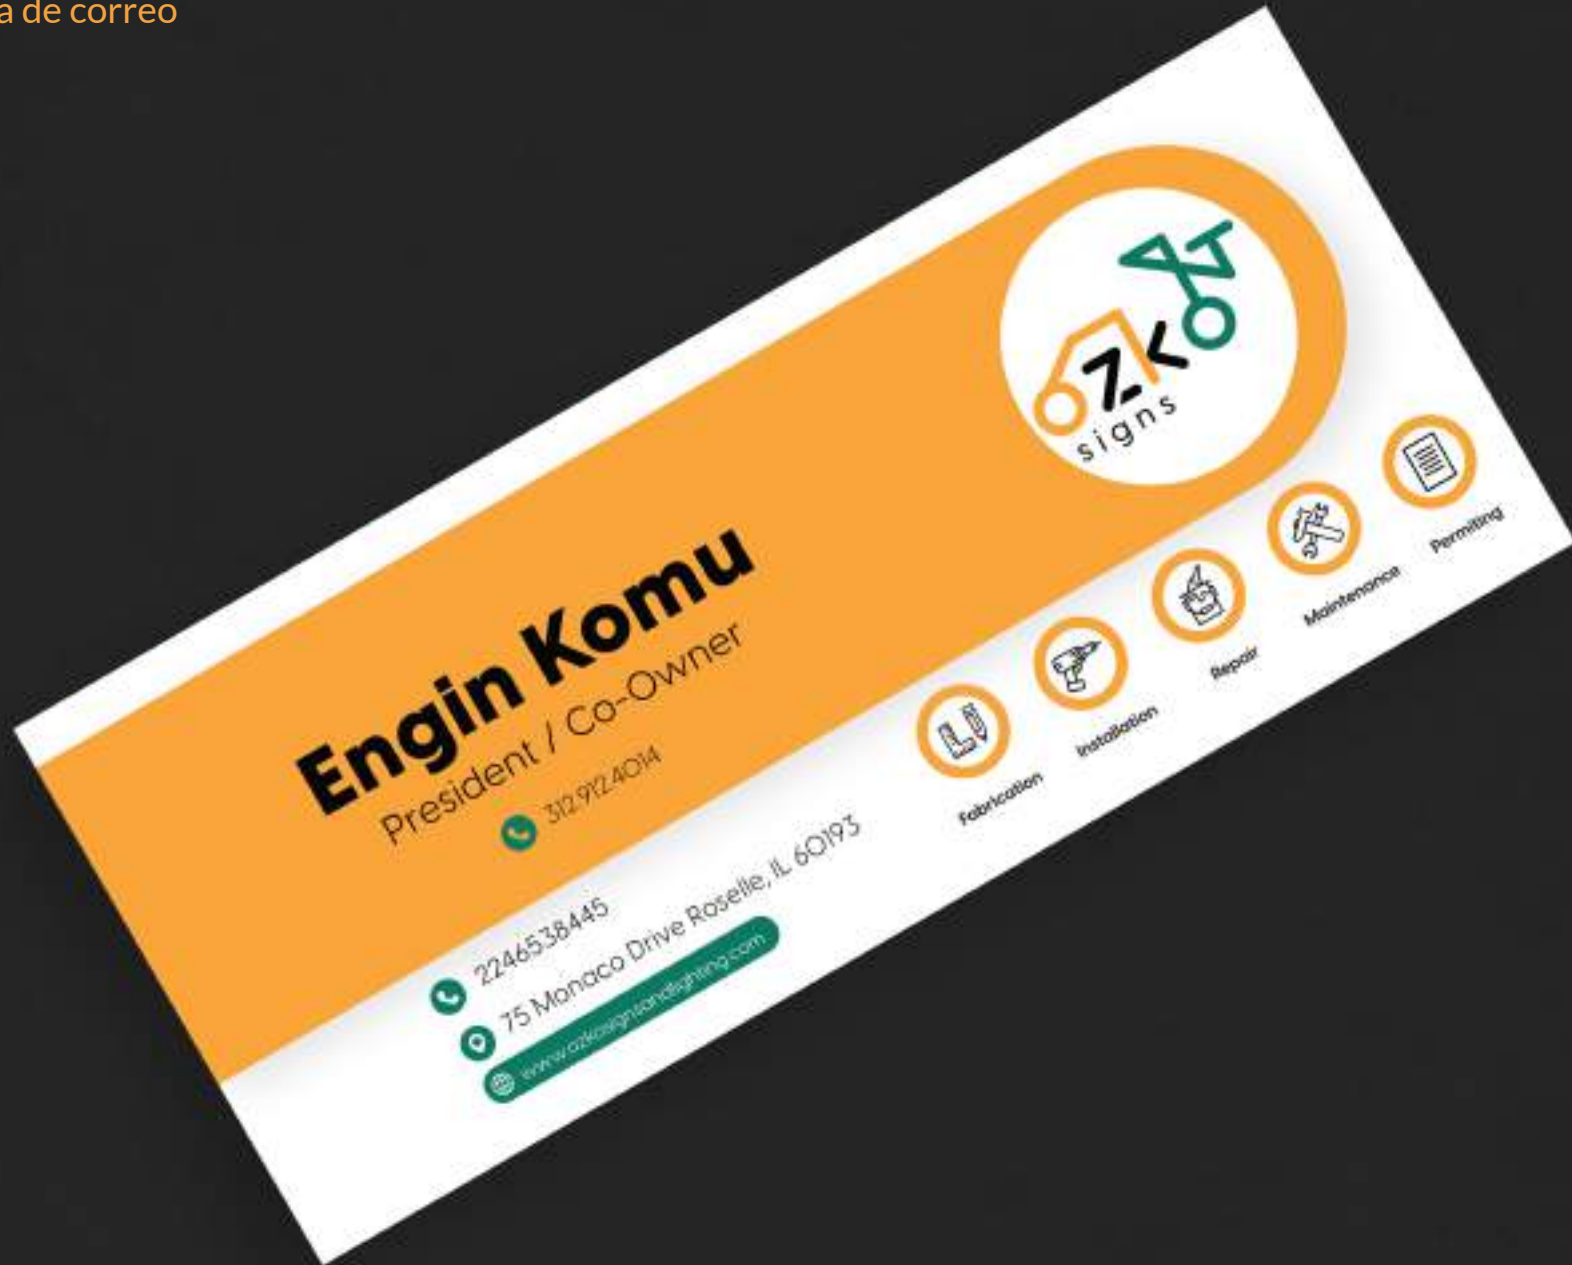 a de correo
OZKO
signs
Engin Komu
President / Co-Owner
312.912.4014
2246538445
75 Monaco Drive Roselle, IL 60193
www.ozkosignsandlighting.com
Fabrication
Installation
Repair
Maintenance
Permiting